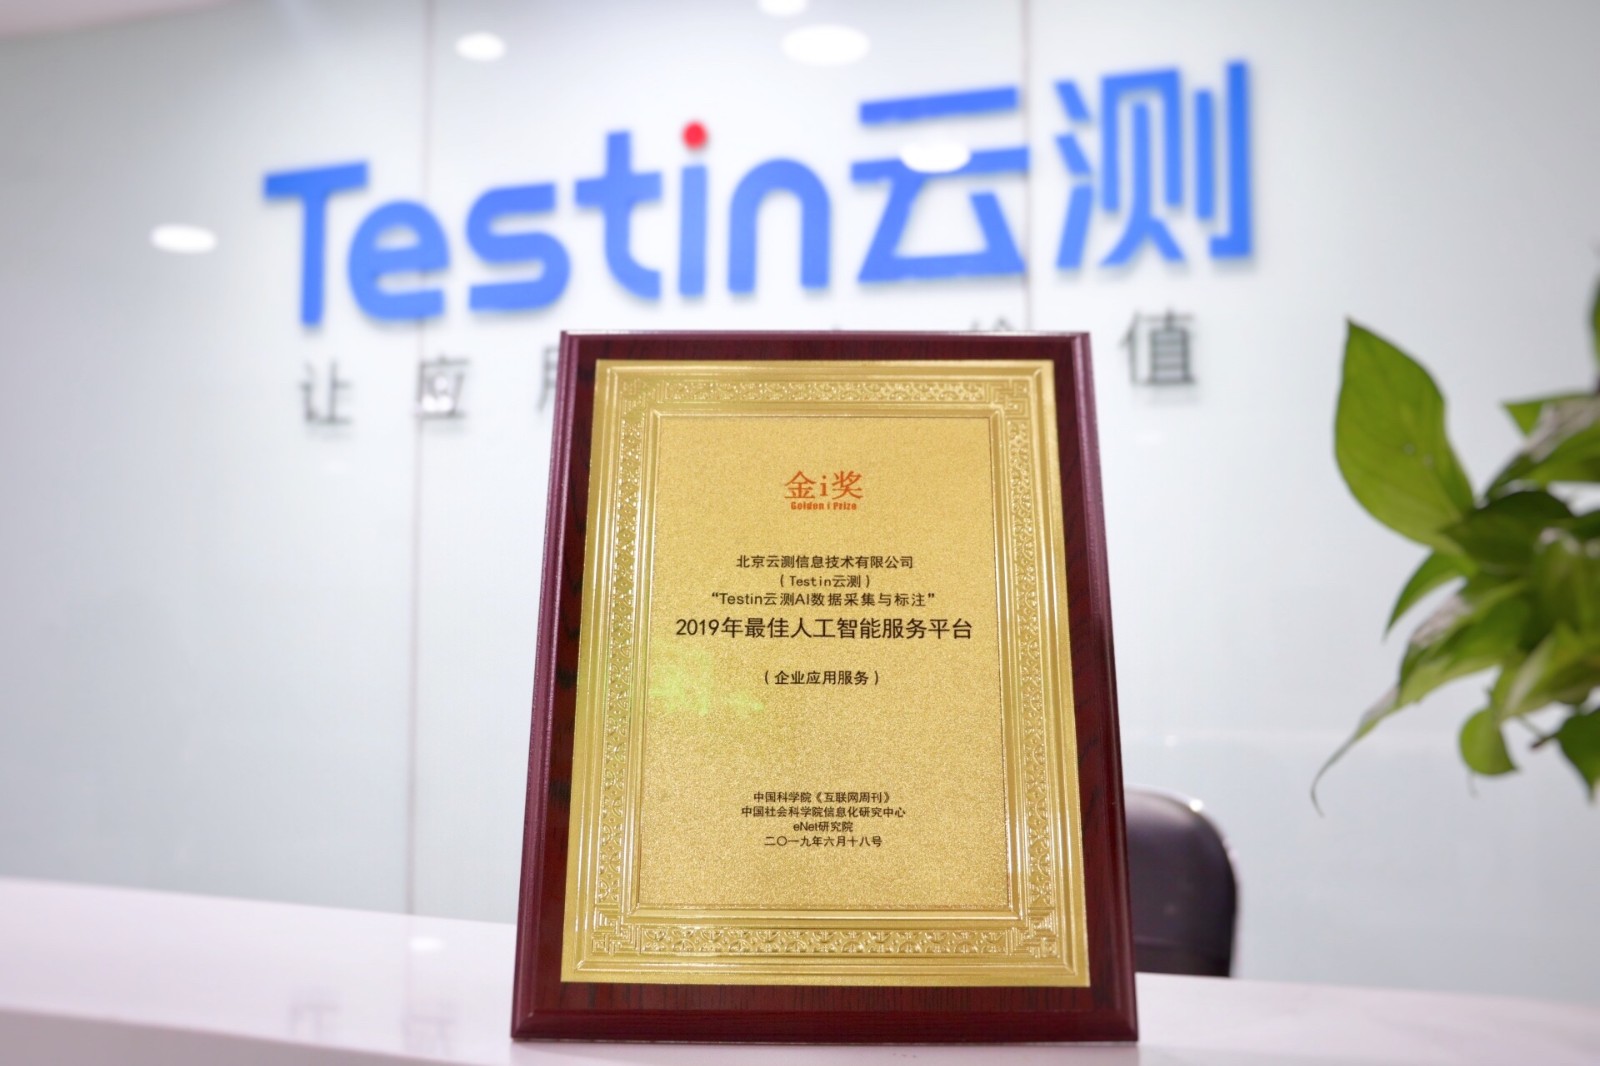 Testin云测
让应用 价值
金i奖
Golden i Prize
北京云测信息技术有限公司
（Testin云测）
“Testin云测AI数据采集与标注”
2019年最佳人工智能服务平台
（企业应用服务）
中国科学院《互联网周刊》
中国社会科学院信息化研究中心
eNet研究院
二〇一九年六月十八号